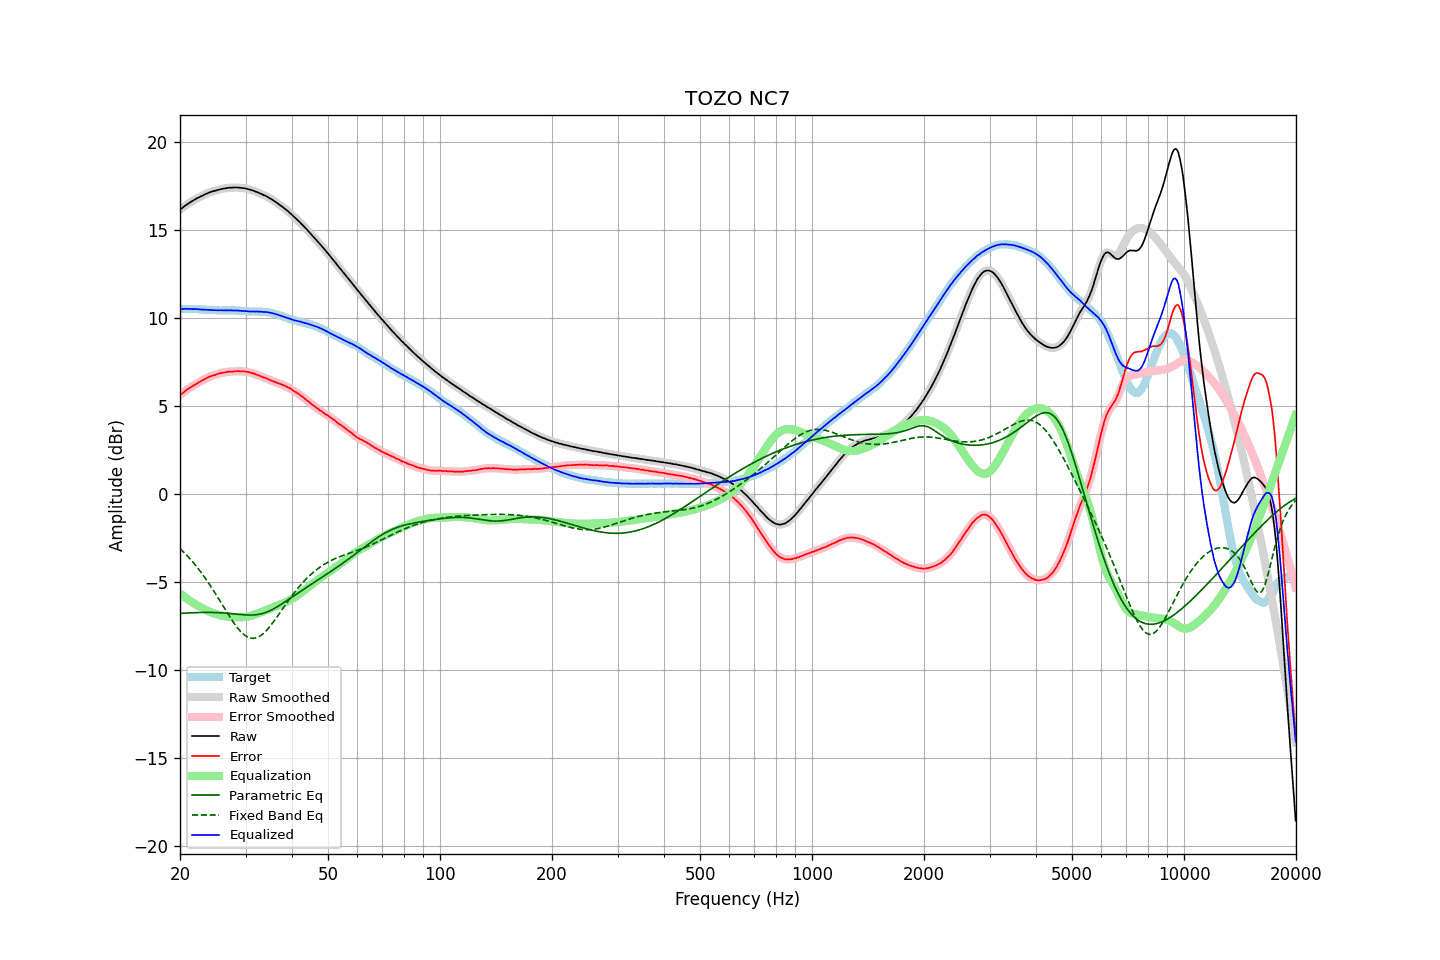 TOZO NC7
Amplitude (dBr)
20
15
10
5
0
−5
−10
−15
−20
Target
Raw Smoothed
Error Smoothed
Raw
Error
Equalization
Parametric Eq
Fixed Band Eq
Equalized
20 50 100 200 500 1000 2000 5000 10000 20000
Frequency (Hz)